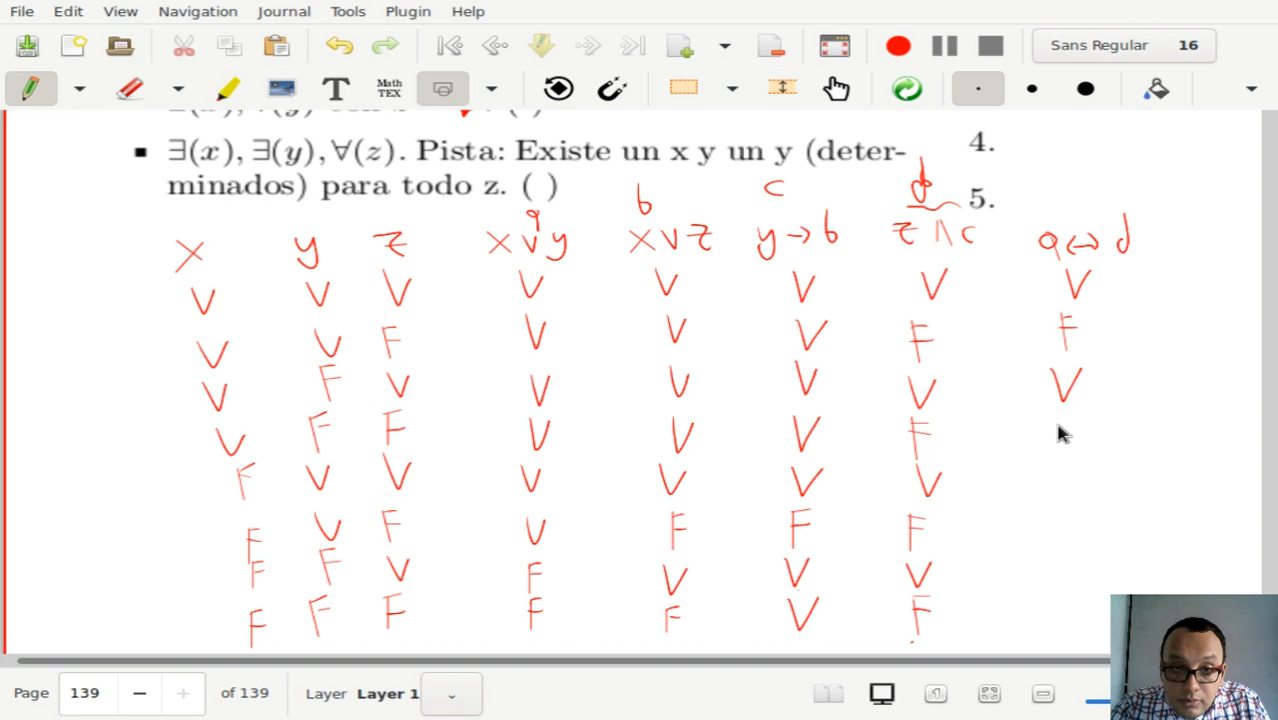 File Edit View Navigation Journal Tools Plugin Help
Sans Regular 16
T Math TEX
∃(x), ∃(y), ∀(z). Pista: Existe un x y un y (deter-
minados) para todo z. ( )
4.
5.
a b c d
x y z x∨y x∨z y→b z∧c a↔d
V V V V V V V V
V V F V V V F F
V F V V V V V V
V F F V V V F
F V V V V V V
F V F V F F F
F F V F V V V
F F F F F V F
Page 139 of 139 Layer Layer 1